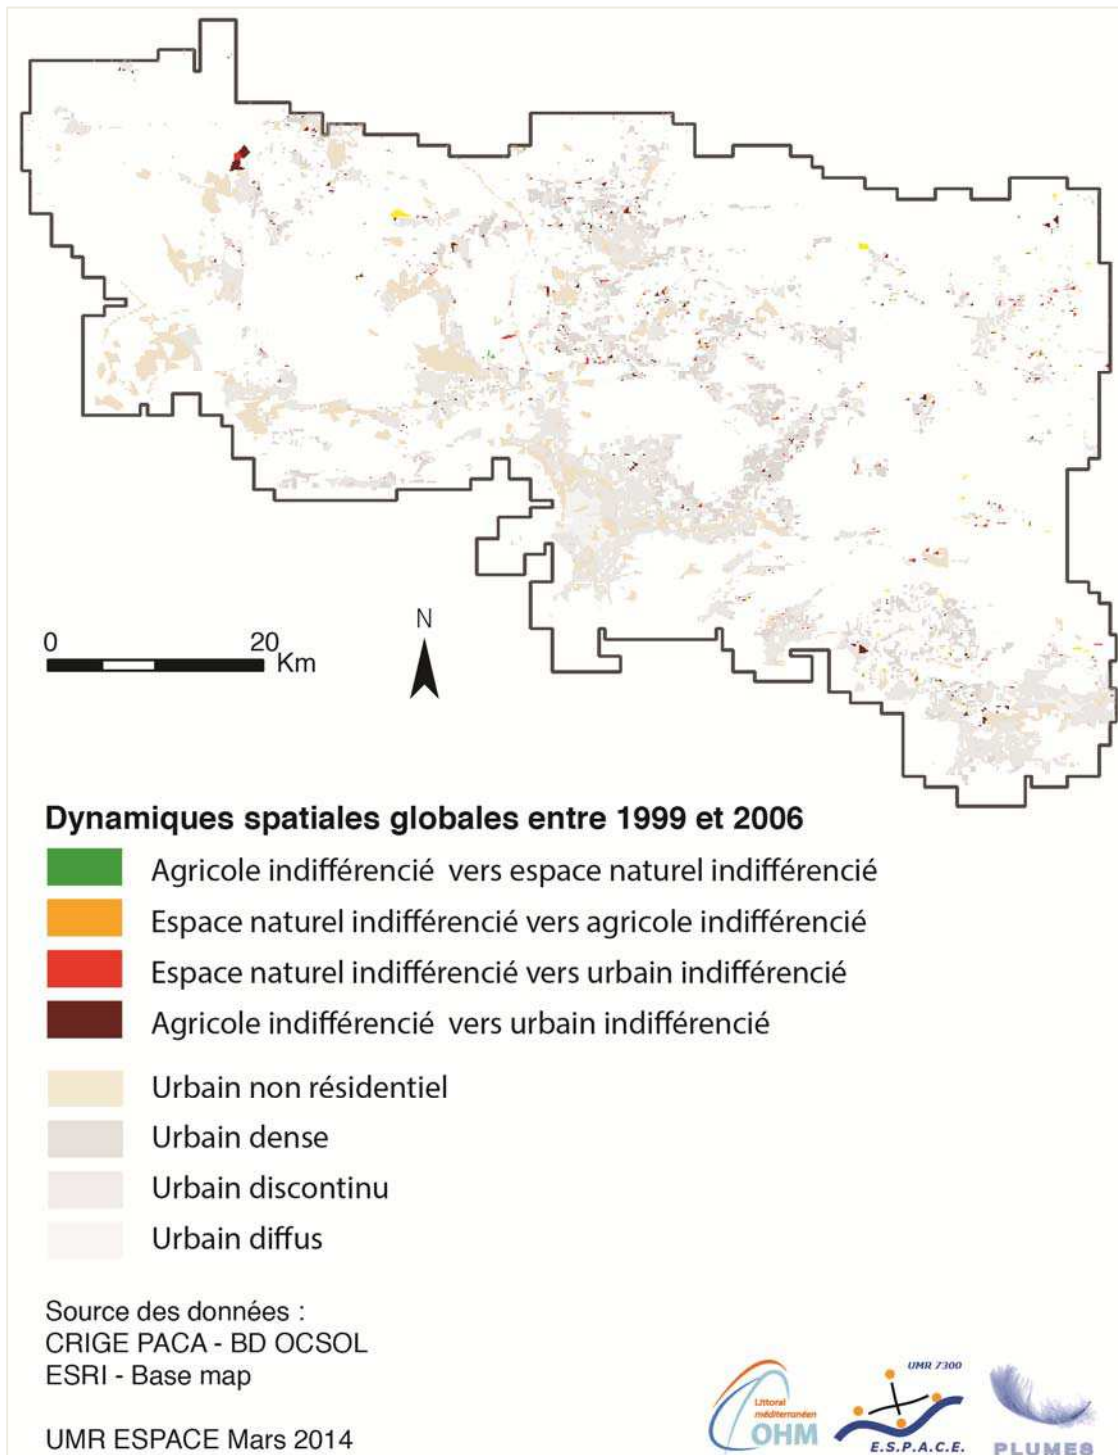 N
0 20
Km
Dynamiques spatiales globales entre 1999 et 2006
Agricole indifférencié vers espace naturel indifférencié
Espace naturel indifférencié vers agricole indifférencié
Espace naturel indifférencié vers urbain indifférencié
Agricole indifférencié vers urbain indifférencié
Urbain non résidentiel
Urbain dense
Urbain discontinu
Urbain diffus
Source des données :
CRIGE PACA - BD OCSOL
ESRI - Base map
UMR ESPACE Mars 2014
Littoral
méditerranéen
OHM
UMR 7300
E.S.P.A.C.E.
PLUMES